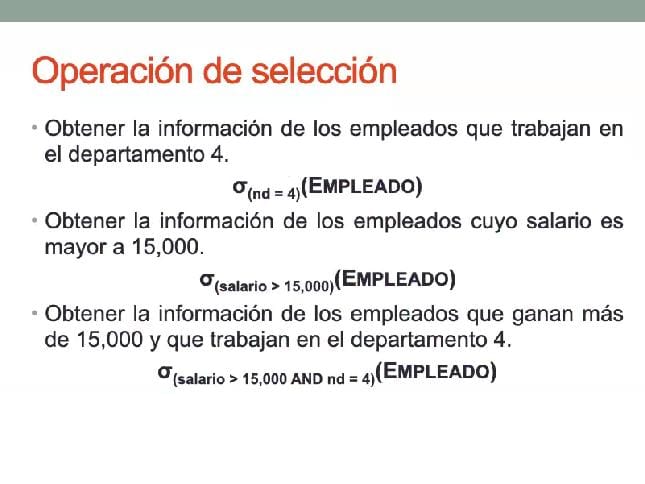 Operación de selección
• Obtener la información de los empleados que trabajan en
el departamento 4.
σ(nd = 4)(EMPLEADO)
• Obtener la información de los empleados cuyo salario es
mayor a 15,000.
σ(salario > 15,000)(EMPLEADO)
• Obtener la información de los empleados que ganan más
de 15,000 y que trabajan en el departamento 4.
σ(salario > 15,000 AND nd = 4)(EMPLEADO)